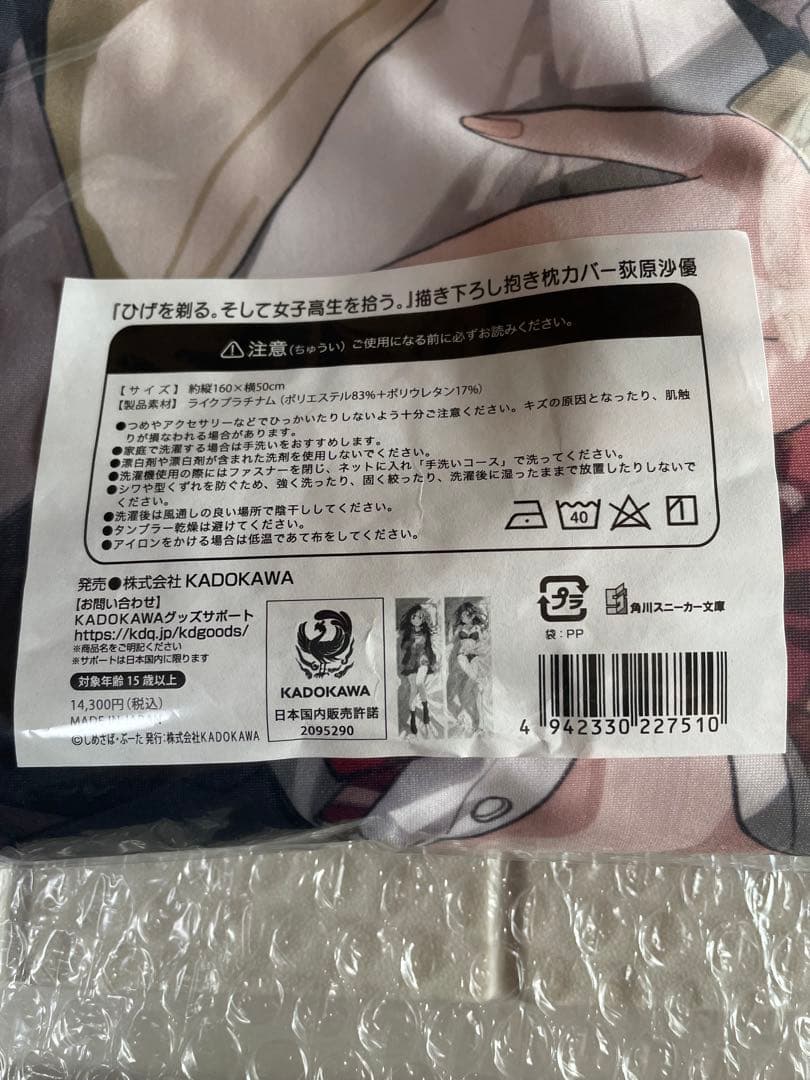 『ひげを剃る。そして女子高生を拾う。』描き下ろし抱き枕カバー荻原沙優
注意(ちゅうい) ご使用になる前に必ずお読みください。
【サイズ】 約縦160×横50cm
【製品素材】 ライクプラチナム (ポリエステル83%+ポリウレタン17%)
●つめやアクセサリーなどでひっかいたりしないよう十分ご注意ください。キズの原因となったり、肌触
りが損なわれる場合があります。
●家庭で洗濯する場合は手洗いをおすすめします。
●漂白剤や漂白剤が含まれた洗剤を使用しないでください。
●洗濯機使用の際にはファスナーを閉じ、ネットに入れ「手洗いコース」で洗ってください。
●シワや型くずれを防ぐため、強く洗ったり、固く絞ったり、洗濯後に湿ったままで放置したりしないで
ください。
●洗濯後は風通しの良い場所で陰干ししてください。
●タンブラー乾燥は避けてください。
●アイロンをかける場合は低温であて布をしてください。
40
発売●株式会社 KADOKAWA
【お問い合わせ】
KADOKAWAグッズサポート
https://kdq.jp/kdgoods/
※商品名をご明記ください
※サポートは日本国内に限ります
対象年齢 15歳以上
14,300円(税込)
MADE IN JAPAN
©しめさば・ぶーた 発行:株式会社KADOKAWA
KADOKAWA
日本国内販売許諾
2095290
プラ
袋:PP
角川スニーカー文庫
4 942330 227510